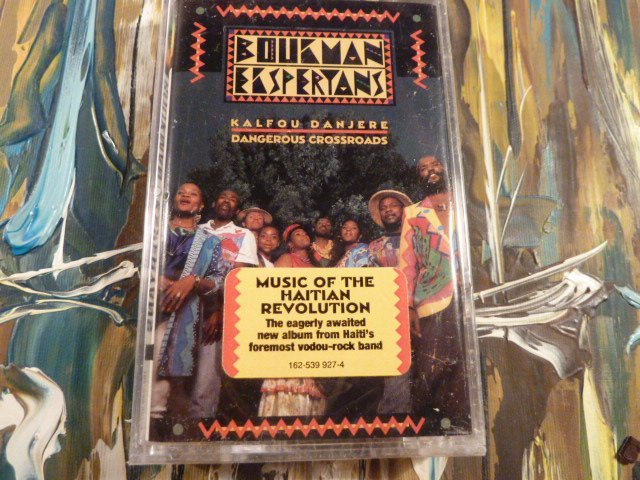 BOUKMAN
EKSPERYANS
KALFOU DANJERE
DANGEROUS CROSSROADS
MUSIC OF THE
HAITIAN
REVOLUTION
The eagerly awaited
new album from Haiti's
foremost vodou-rock band
162-539 927-4